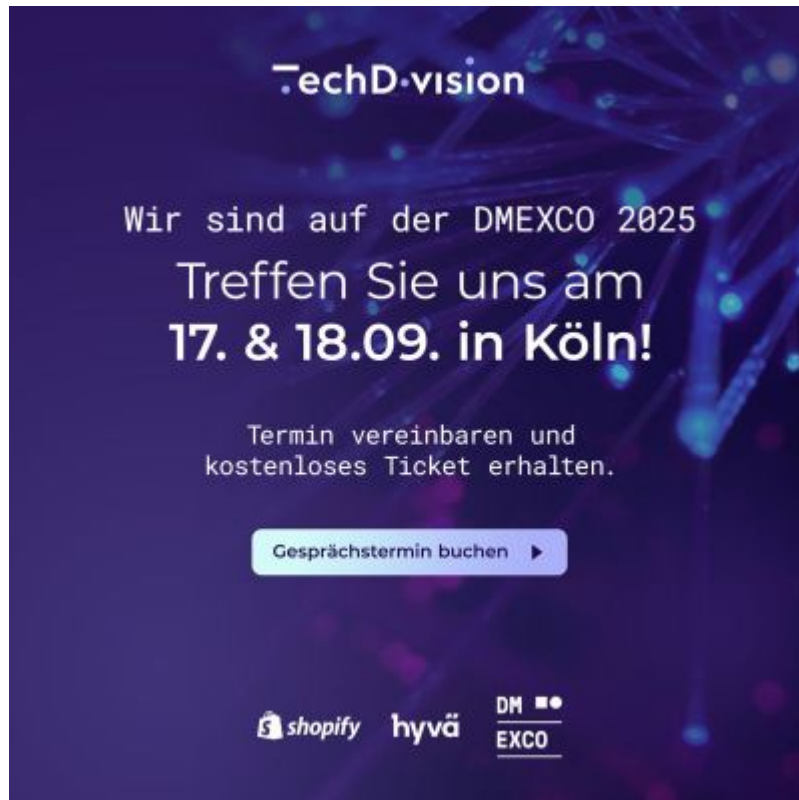 TechDivision
Wir sind auf der DMEXCO 2025
Treffen Sie uns am
17. & 18.09. in Köln!
Termin vereinbaren und
kostenloses Ticket erhalten.
Gesprächstermin buchen
shopify
hyvä
DM
EXCO